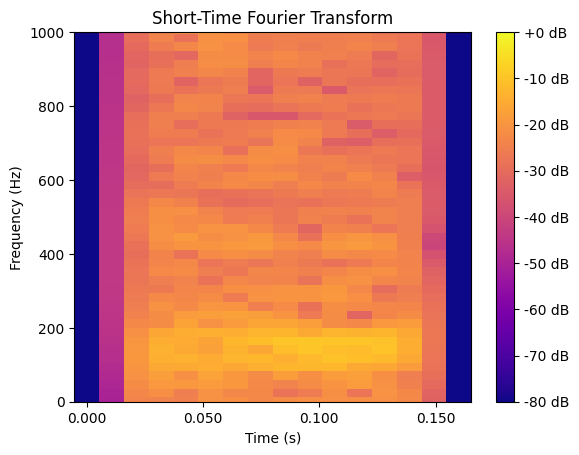 Short-Time Fourier Transform
Frequency (Hz)
1000
800
600
400
200
0
0.000
0.050
0.100
0.150
Time (s)
+0 dB
-10 dB
-20 dB
-30 dB
-40 dB
-50 dB
-60 dB
-70 dB
-80 dB